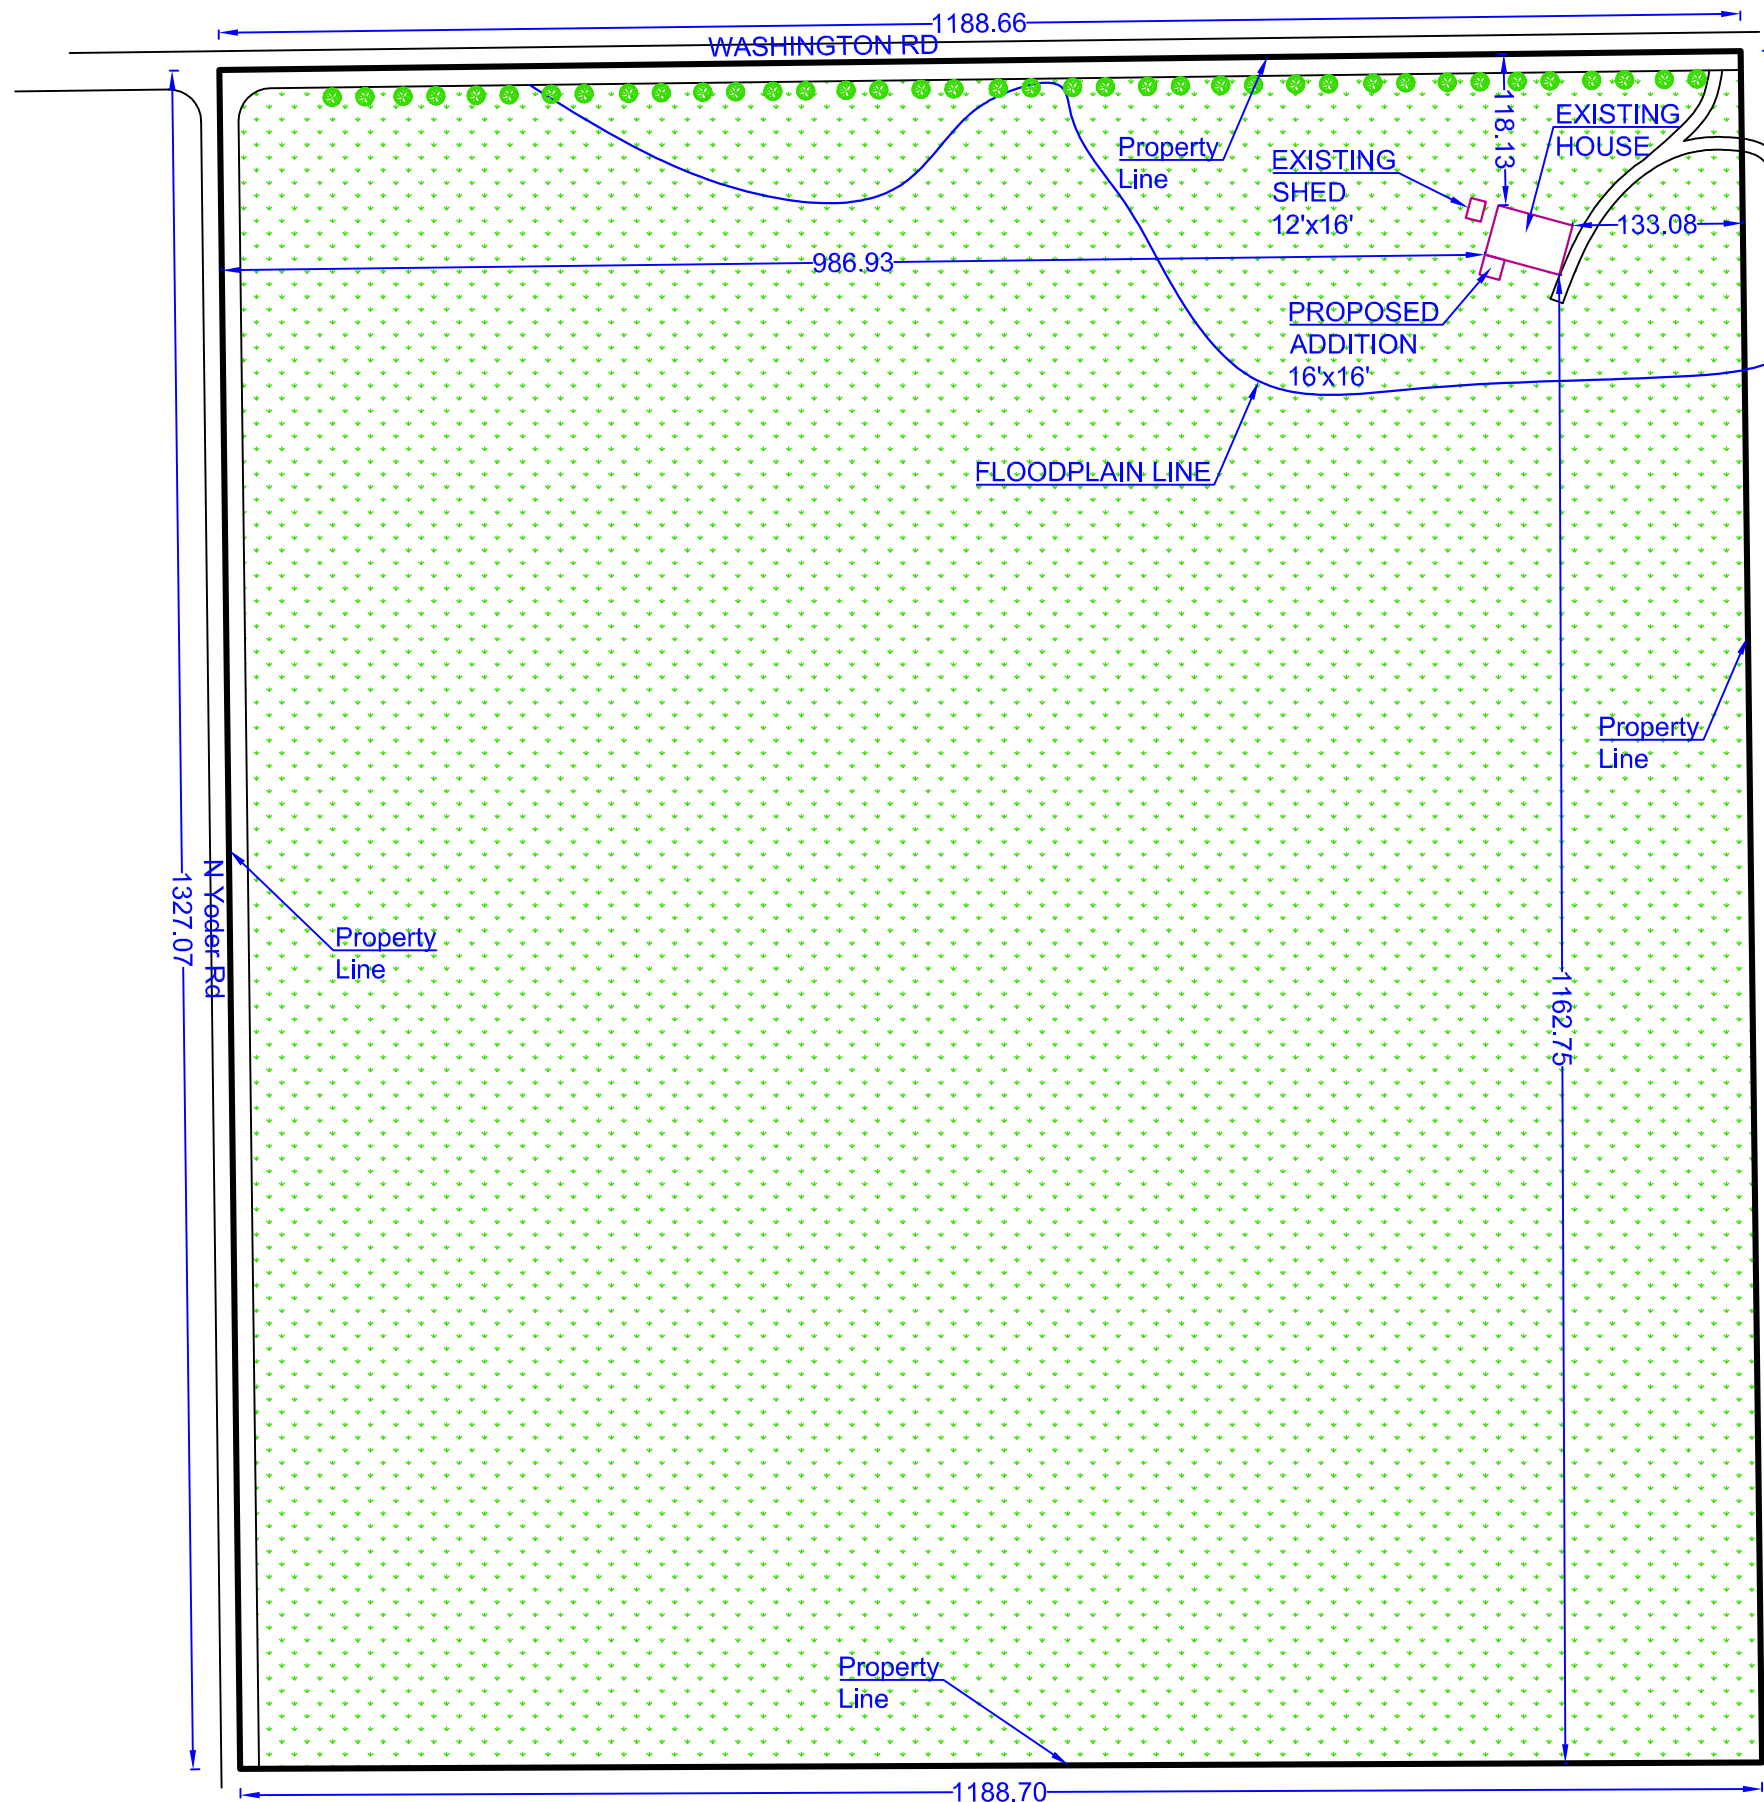 1188.66
WASHINGTON RD
118.13
EXISTING
HOUSE
Property
Line
EXISTING
SHED
12'x16'
133.08
986.93
PROPOSED
ADDITION
16'x16'
FLOODPLAIN LINE
Property
Line
N Yoder Rd
1327.07
Property
Line
1162.75
Property
Line
1188.70